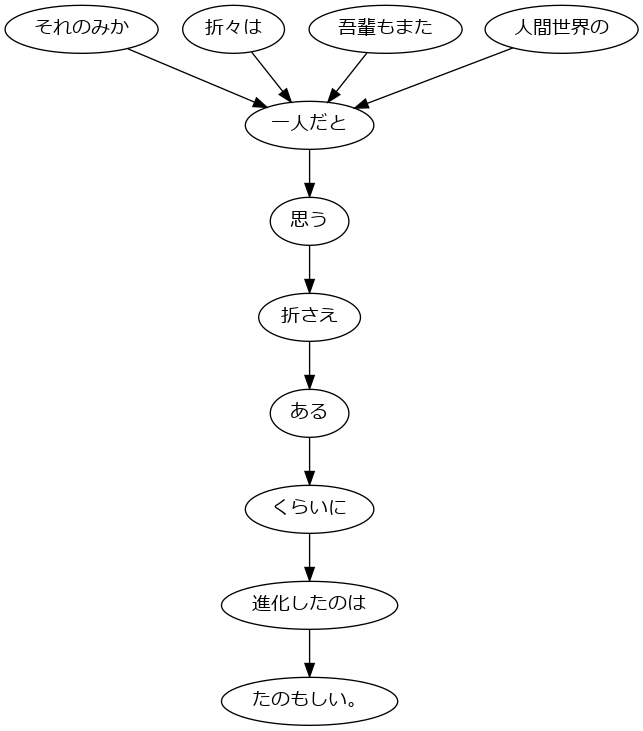 それのみか 折々は 吾輩もまた 人間世界の
一人だと
思う
折さえ
ある
くらいに
進化したのは
たのもしい。